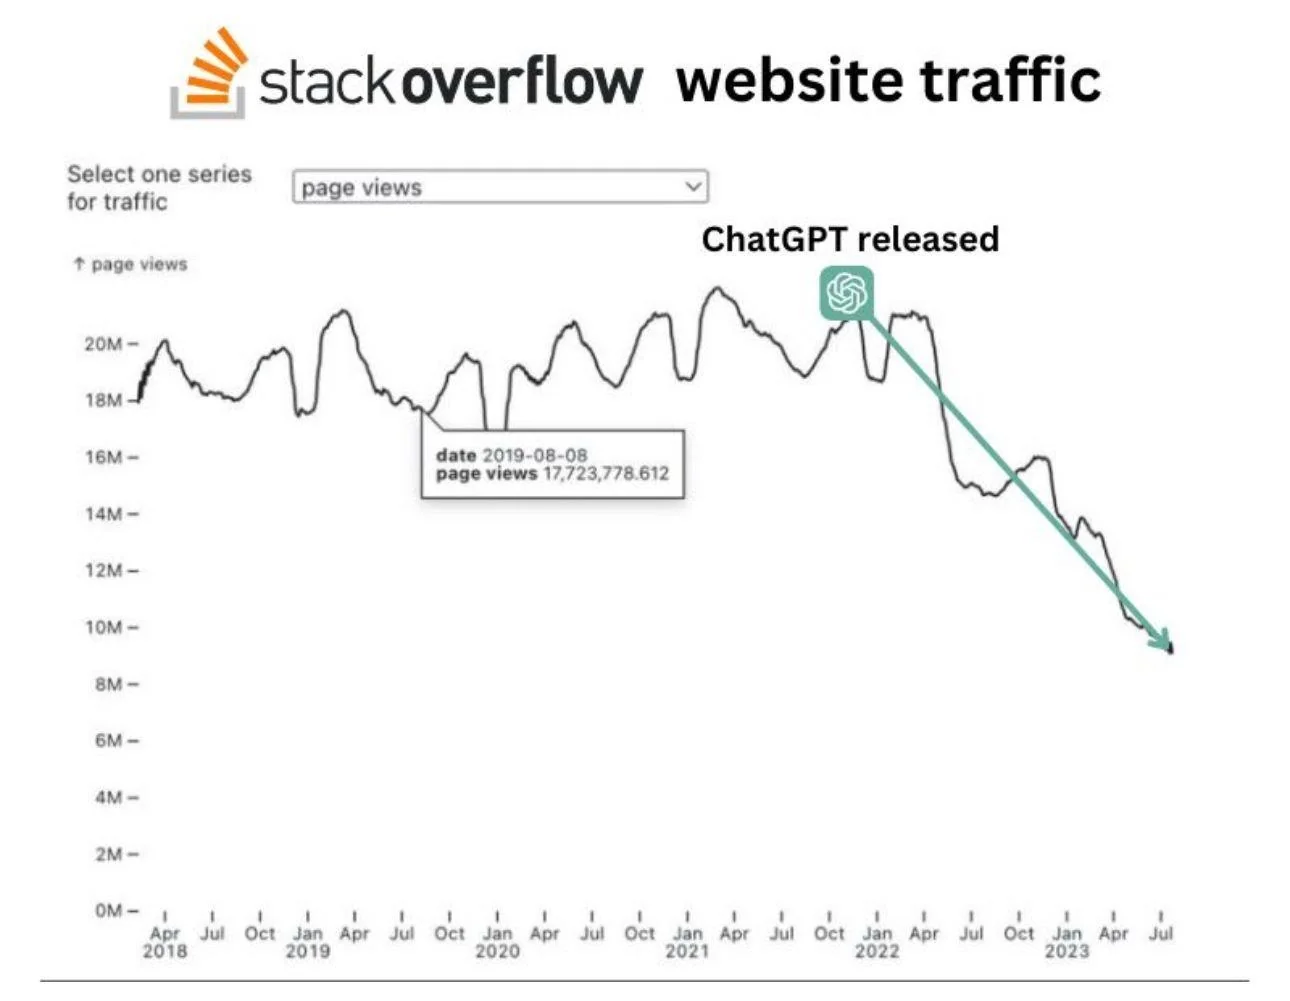 stackoverflow website traffic
Select one series
for traffic
page views
ChatGPT released
↑ page views
20M
18M
16M
14M
12M
10M
8M
6M
4M
2M
0M
date 2019-08-08
page views 17,723,778.612
Apr Jul Oct Jan Apr Jul Oct Jan Apr Jul Oct Jan Apr Jul Oct Jan Apr Jul Oct Jan Apr Jul
2018 2019 2020 2021 2022 2023